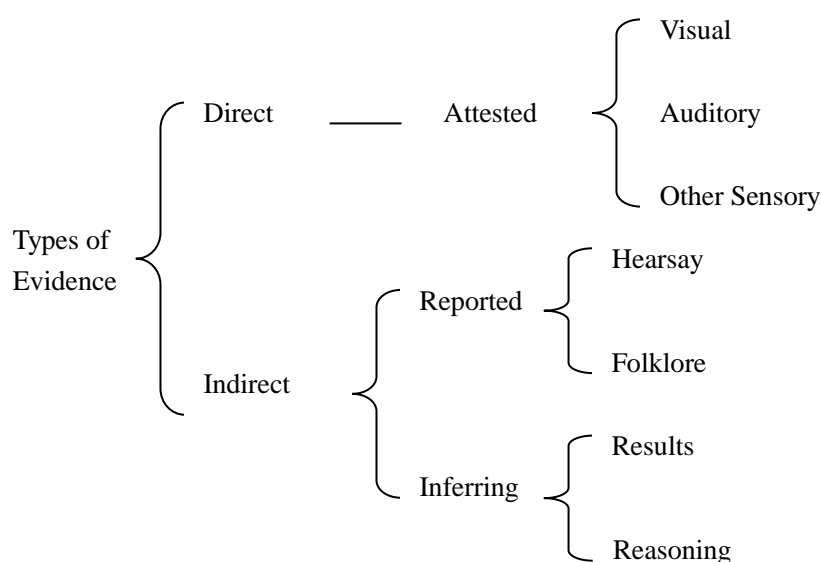 Visual
Direct
Attested
Auditory
Other Sensory
Types of
Evidence
Hearsay
Reported
Folklore
Indirect
Results
Inferring
Reasoning